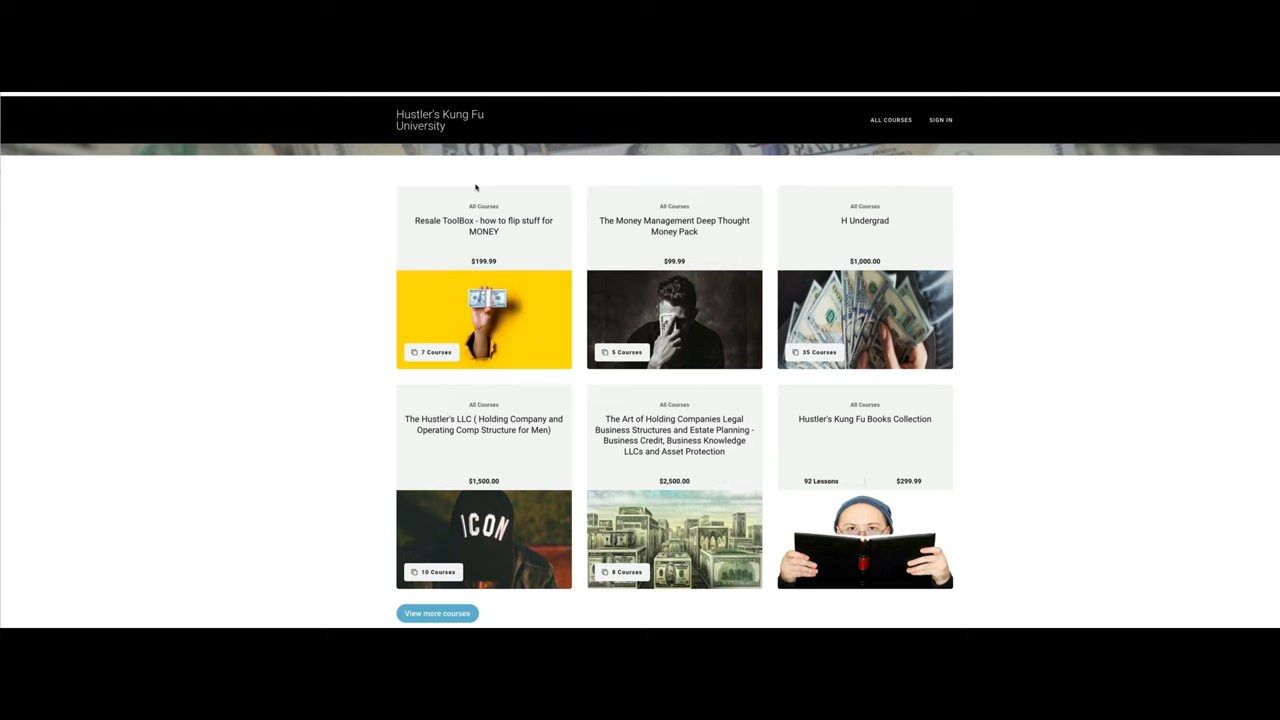 Hustler's Kung Fu
University
ALL COURSES
SIGN IN
All Courses
Resale ToolBox - how to flip stuff for
MONEY
$199.99
7 Courses
All Courses
The Money Management Deep Thought
Money Pack
$99.99
5 Courses
All Courses
H Undergrad
$1,000.00
35 Courses
All Courses
The Hustler's LLC ( Holding Company and
Operating Comp Structure for Men)
$1,500.00
ICON
10 Courses
All Courses
The Art of Holding Companies Legal
Business Structures and Estate Planning -
Business Credit, Business Knowledge
LLCs and Asset Protection
$2,500.00
8 Courses
All Courses
Hustler's Kung Fu Books Collection
92 Lessons
$299.99
View more courses